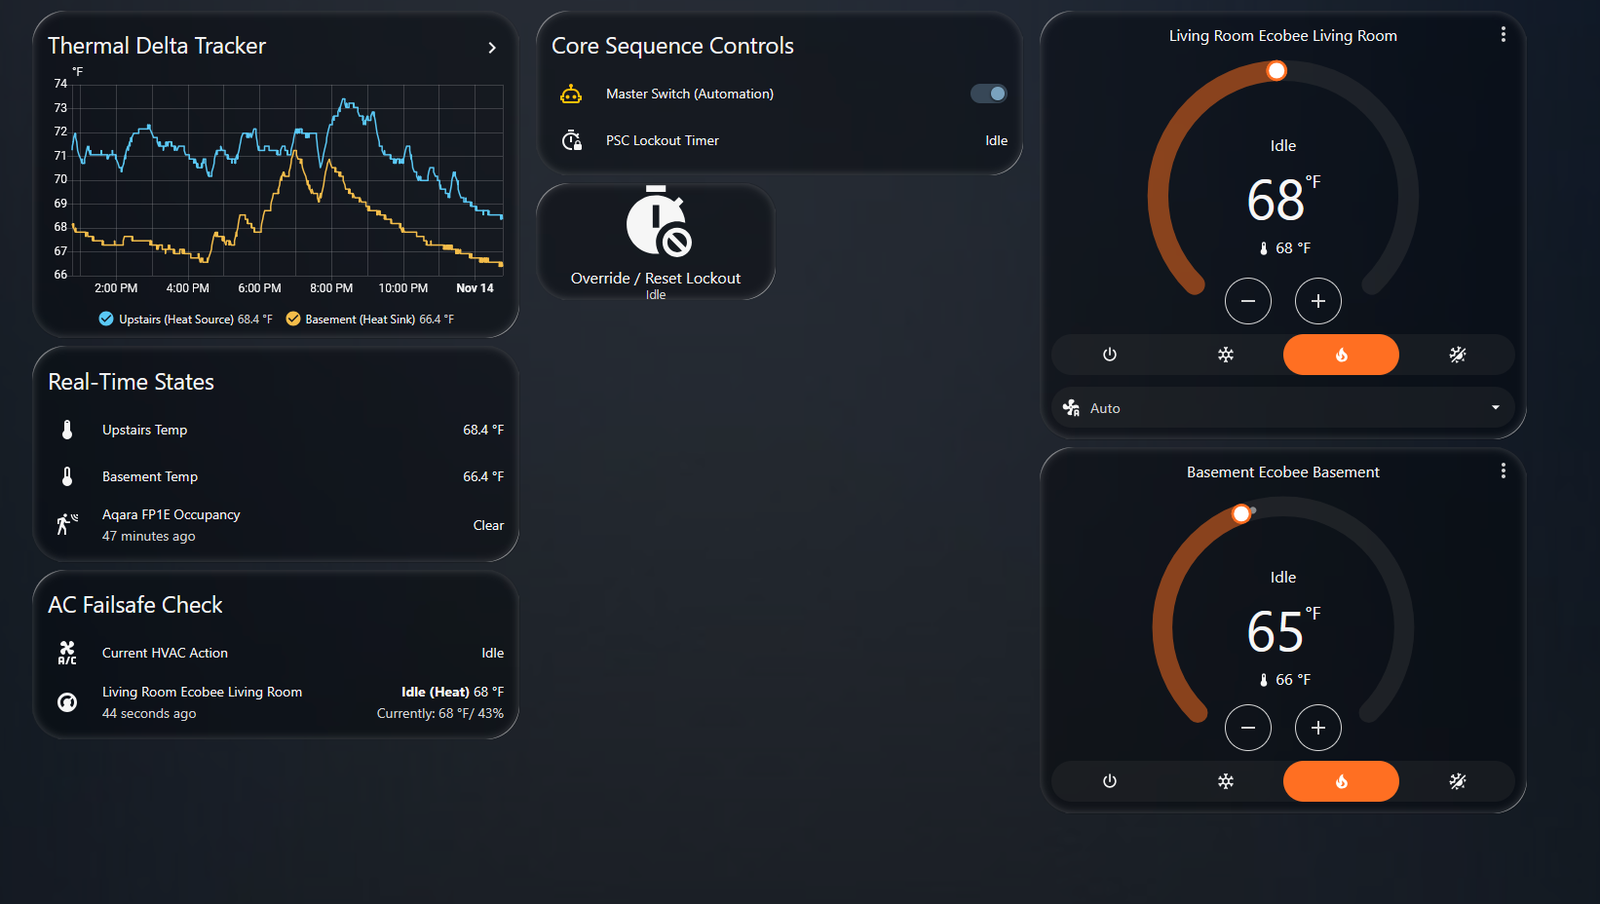 Thermal Delta Tracker
°F
74
73
72
71
70
69
68
67
66
2:00 PM 4:00 PM 6:00 PM 8:00 PM 10:00 PM Nov 14
Upstairs (Heat Source) 68.4 °F Basement (Heat Sink) 66.4 °F
Real-Time States
Upstairs Temp 68.4 °F
Basement Temp 66.4 °F
Aqara FP1E Occupancy
47 minutes ago
Clear
AC Failsafe Check
A/C
Current HVAC Action Idle
Living Room Ecobee Living Room Idle (Heat) 68 °F
44 seconds ago Currently: 68 °F/ 43%
Core Sequence Controls
Master Switch (Automation)
PSC Lockout Timer Idle
Override / Reset Lockout
Idle
Living Room Ecobee Living Room
Idle
68 °F
68 °F
Auto
Basement Ecobee Basement
Idle
65 °F
66 °F